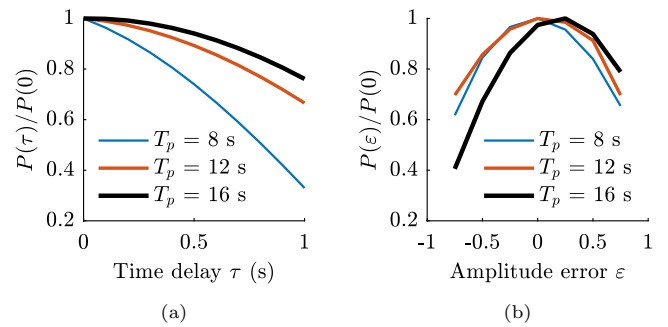 P(τ)/P(0)
1
0.8
0.6
0.4
0.2
T_p = 8 s
T_p = 12 s
T_p = 16 s
0
0.5
1
Time delay τ (s)
(a)
P(ε)/P(0)
1
0.8
0.6
0.4
0.2
T_p = 8 s
T_p = 12 s
T_p = 16 s
-1
-0.5
0
0.5
1
Amplitude error ε
(b)